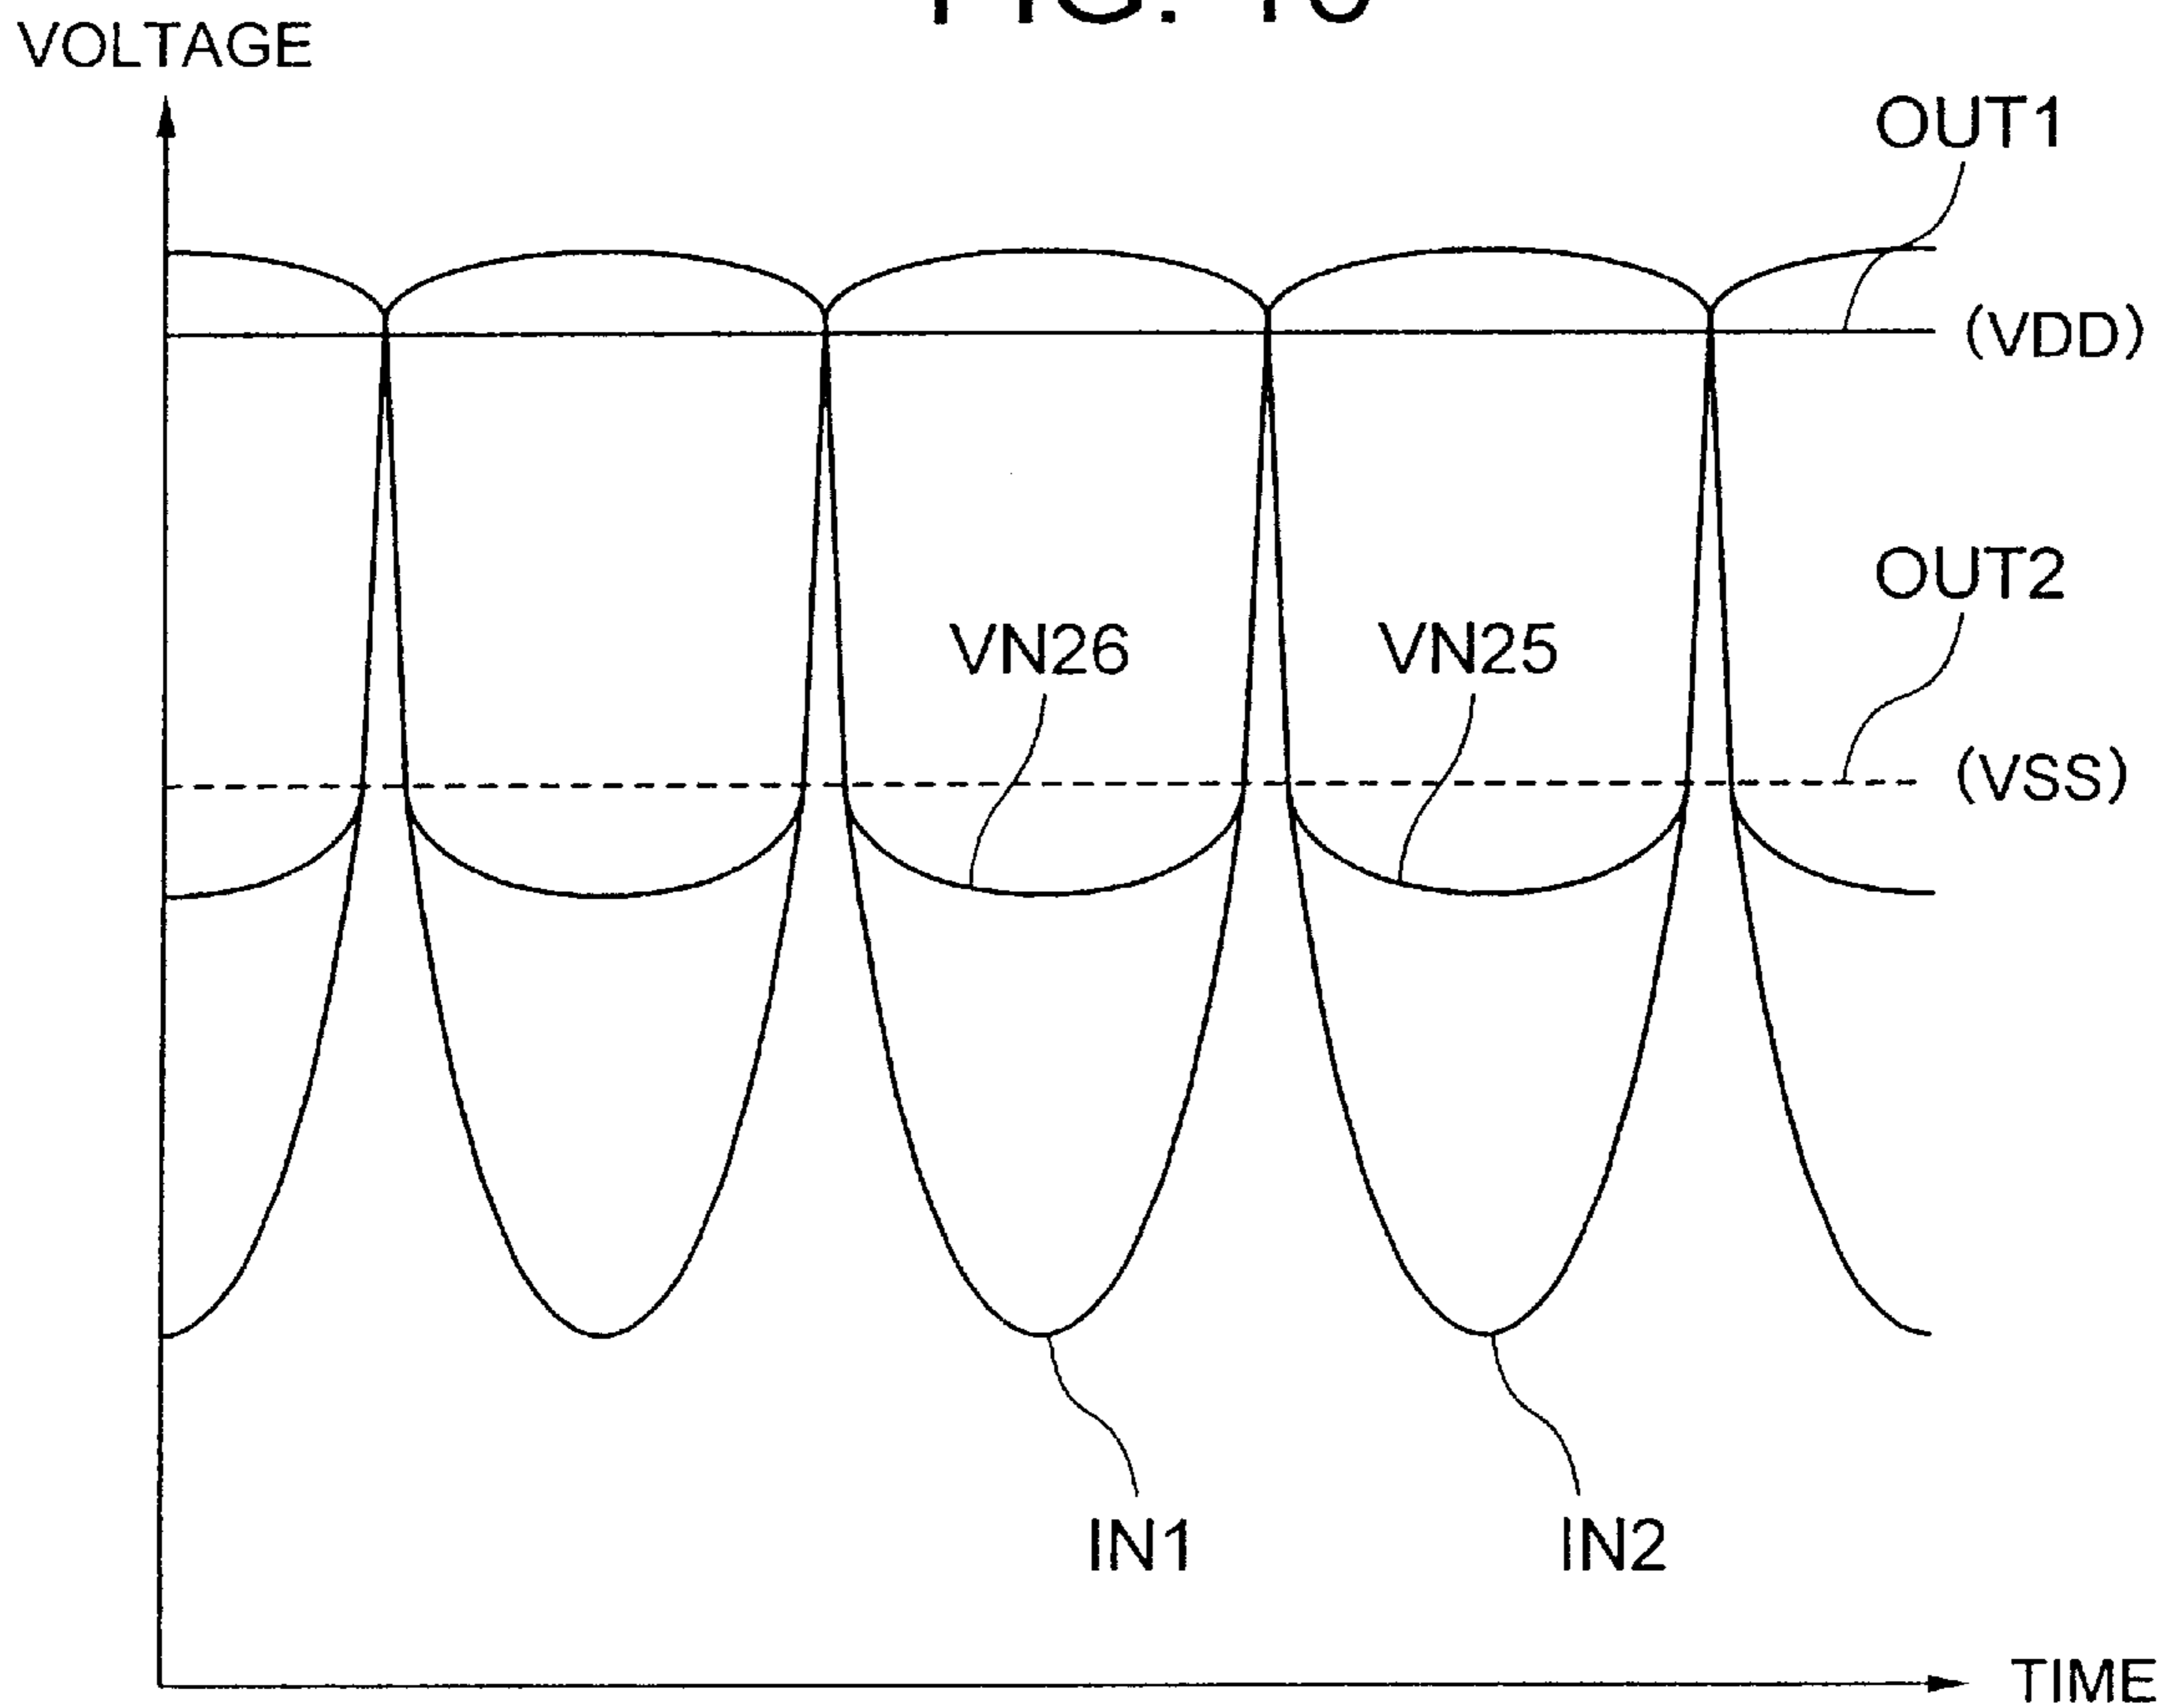 VOLTAGE
OUT1
(VDD)
OUT2
VN26
VN25
(VSS)
IN1
IN2
TIME